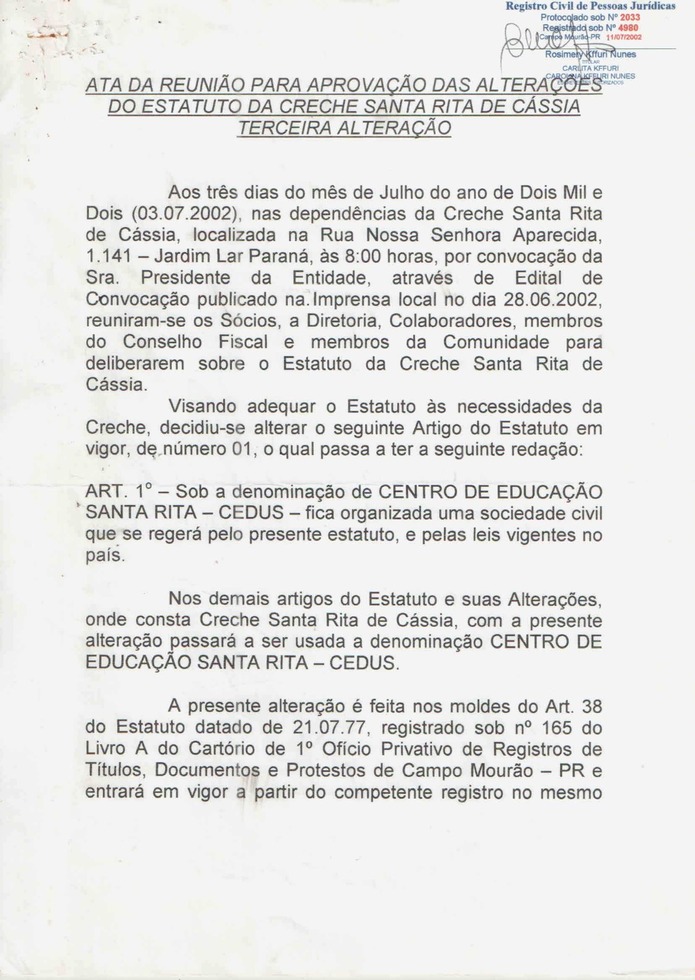 Registro Civil de Pessoas Jurídicas
Protocolado sob Nº 2033
Registrado sob Nº 4980
Campo Mourão-PR 11/07/2002
Rosimery Kffuri Nunes
TITULAR
CARLITA KFFURI
CAROLINA KFFURI NUNES
ATA DA REUNIÃO PARA APROVAÇÃO DAS ALTERAÇÕES
DO ESTATUTO DA CRECHE SANTA RITA DE CÁSSIA
TERCEIRA ALTERAÇÃO
Aos três dias do mês de Julho do ano de Dois Mil e
Dois (03.07.2002), nas dependências da Creche Santa Rita
de Cássia, localizada na Rua Nossa Senhora Aparecida,
1.141 – Jardim Lar Paraná, às 8:00 horas, por convocação da
Sra. Presidente da Entidade, através de Edital de
Convocação publicado na Imprensa local no dia 28.06.2002,
reuniram-se os Sócios, a Diretoria, Colaboradores, membros
do Conselho Fiscal e membros da Comunidade para
deliberarem sobre o Estatuto da Creche Santa Rita de
Cássia.
Visando adequar o Estatuto às necessidades da
Creche, decidiu-se alterar o seguinte Artigo do Estatuto em
vigor, de número 01, o qual passa a ter a seguinte redação:
ART. 1º – Sob a denominação de CENTRO DE EDUCAÇÃO
SANTA RITA – CEDUS – fica organizada uma sociedade civil
que se regerá pelo presente estatuto, e pelas leis vigentes no
país.
Nos demais artigos do Estatuto e suas Alterações,
onde consta Creche Santa Rita de Cássia, com a presente
alteração passará a ser usada a denominação CENTRO DE
EDUCAÇÃO SANTA RITA – CEDUS.
A presente alteração é feita nos moldes do Art. 38
do Estatuto datado de 21.07.77, registrado sob nº 165 do
Livro A do Cartório de 1º Ofício Privativo de Registros de
Títulos, Documentos e Protestos de Campo Mourão – PR e
entrará em vigor a partir do competente registro no mesmo